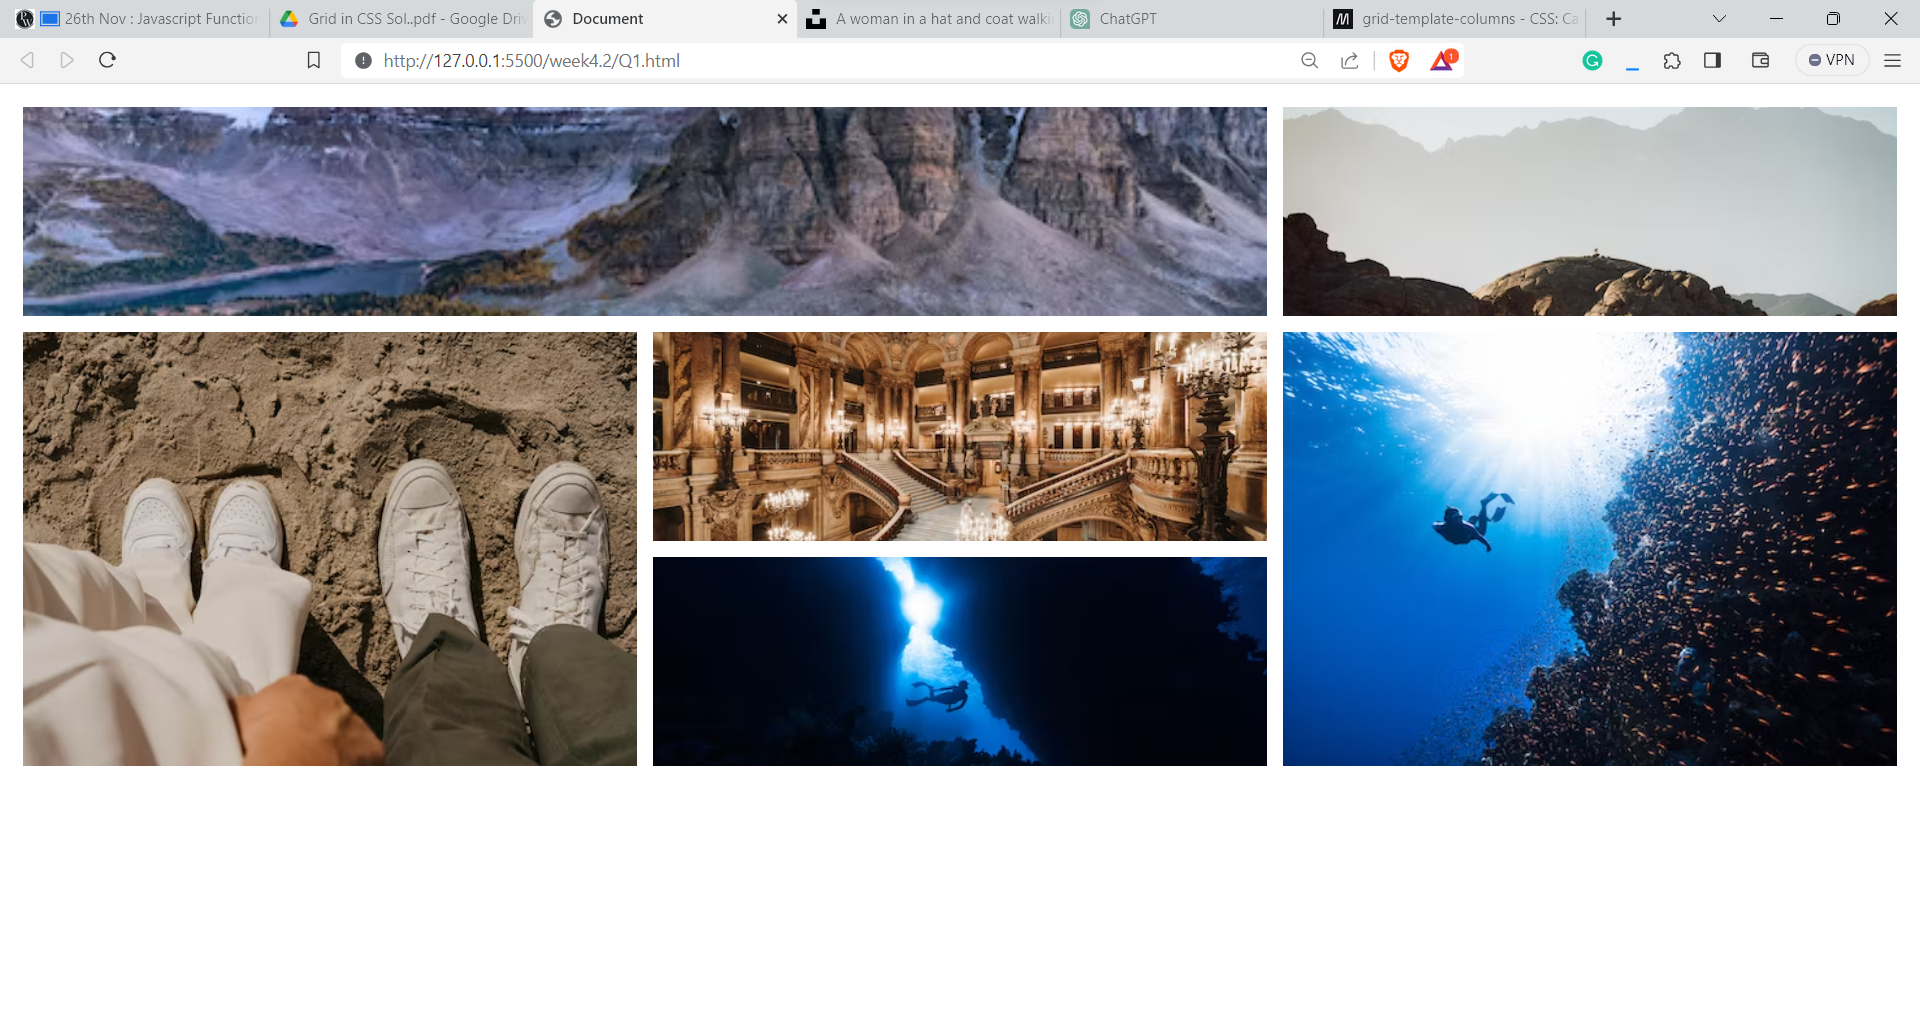 26th Nov : Javascript Function
Grid in CSS Sol..pdf - Google Driv
Document
A woman in a hat and coat walki
ChatGPT
grid-template-columns - CSS: Ca
http://127.0.0.1:5500/week4.2/Q1.html
1
VPN